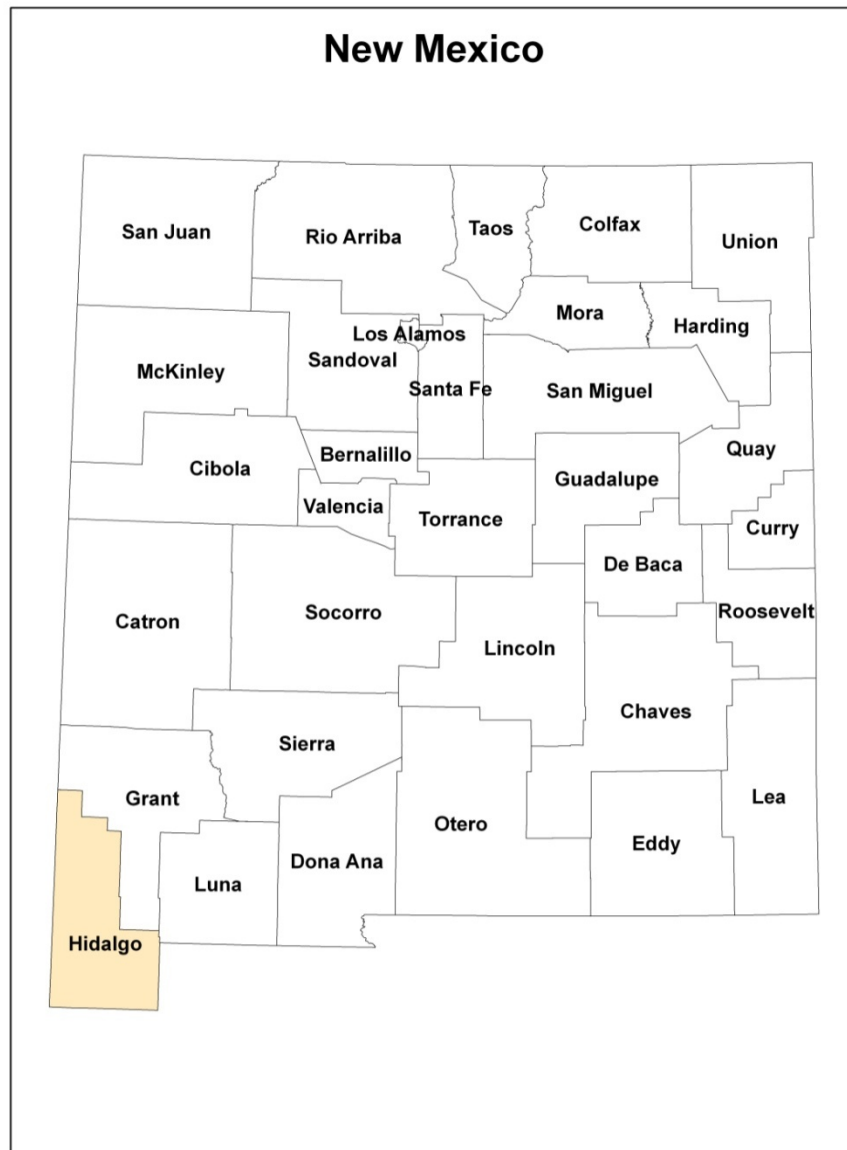 New Mexico
San Juan
Rio Arriba
Taos
Colfax
Union
Mora
Harding
Los Alamos
Sandoval
McKinley
Santa Fe
San Miguel
Quay
Bernalillo
Cibola
Guadalupe
Valencia
Torrance
Curry
De Baca
Roosevelt
Catron
Socorro
Lincoln
Chaves
Sierra
Grant
Lea
Otero
Eddy
Dona Ana
Luna
Hidalgo